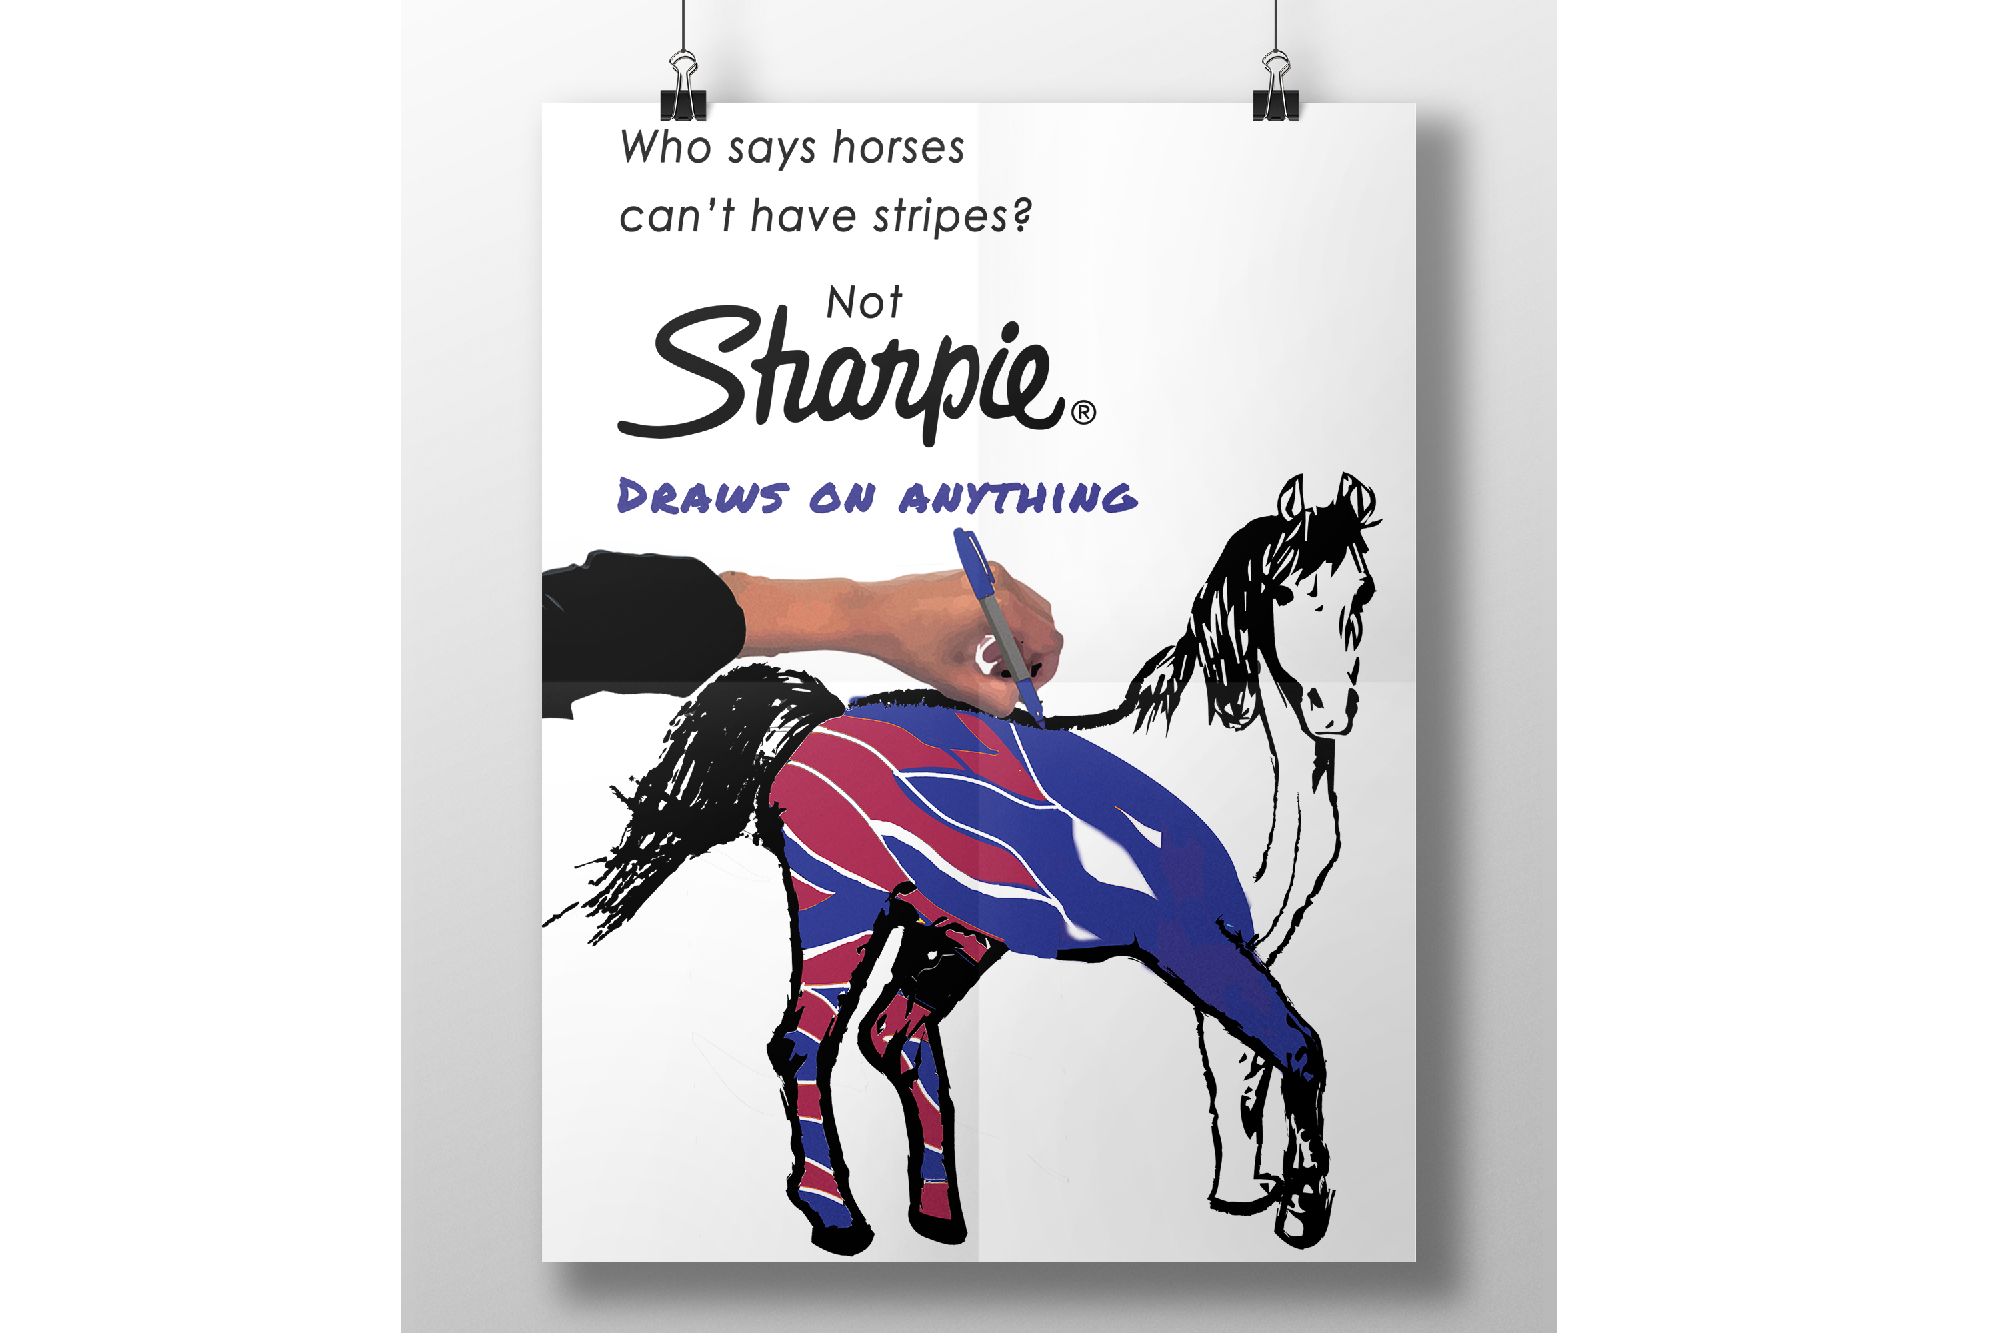 Who says horses
can't have stripes?
Not
Sharpie®
Draws on anything